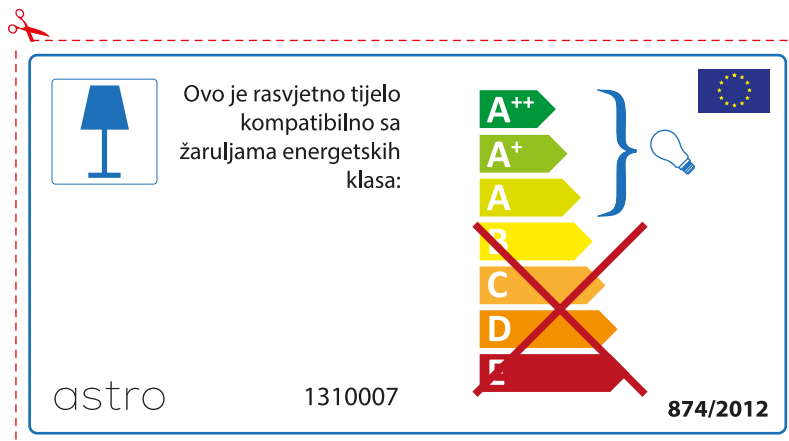 Ovo je rasvjetno tijelo
kompatibilno sa
žaruljama energetskih
klasa:
A++
A+
A
B
C
D
E
astro
1310007
874/2012